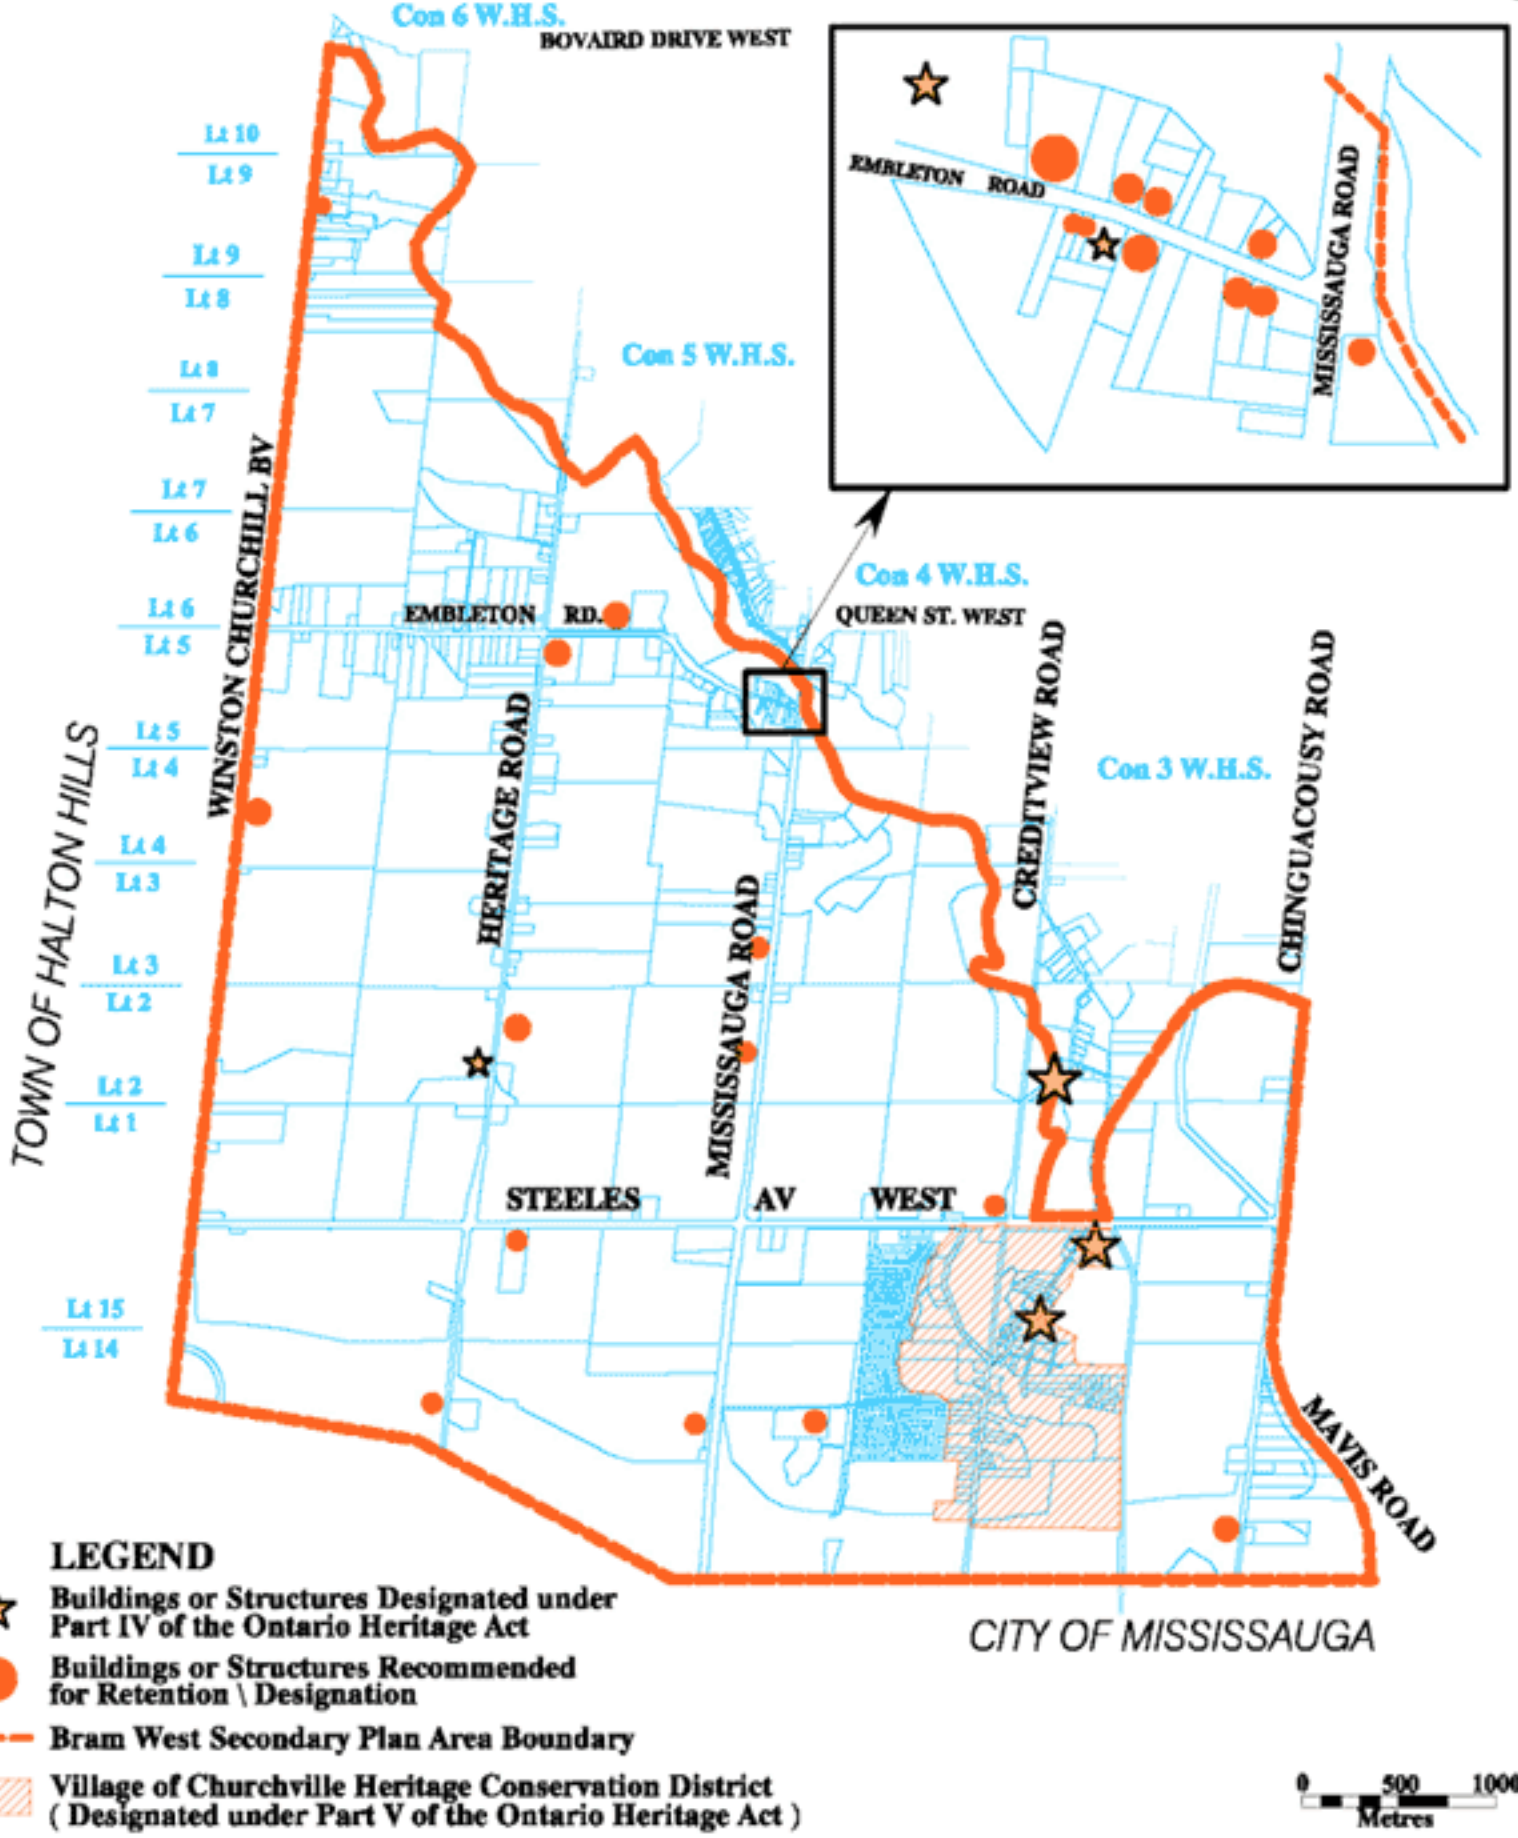 Con 6 W.H.S.
BOVAIRD DRIVE WEST
Lt 10
Lt 9
EMBLETON ROAD
MISSISSAUGA ROAD
Lt 9
Lt 8
Con 5 W.H.S.
Lt 8
Lt 7
WINSTON CHURCHILL BV
Lt 7
Lt 6
Con 4 W.H.S.
Lt 6
Lt 5
EMBLETON RD.
QUEEN ST. WEST
CREDITVIEW ROAD
CHINGUACOUSY ROAD
HERITAGE ROAD
TOWN OF HALTON HILLS
Lt 5
Lt 4
Con 3 W.H.S.
Lt 4
Lt 3
MISSISSAUGA ROAD
Lt 3
Lt 2
Lt 2
Lt 1
STEELES AV WEST
Lt 15
Lt 14
MAVIS ROAD
CITY OF MISSISSAUGA
LEGEND
Buildings or Structures Designated under
Part IV of the Ontario Heritage Act
Buildings or Structures Recommended
for Retention \ Designation
Bram West Secondary Plan Area Boundary
Village of Churchville Heritage Conservation District
( Designated under Part V of the Ontario Heritage Act )
0 500 1000
Metres